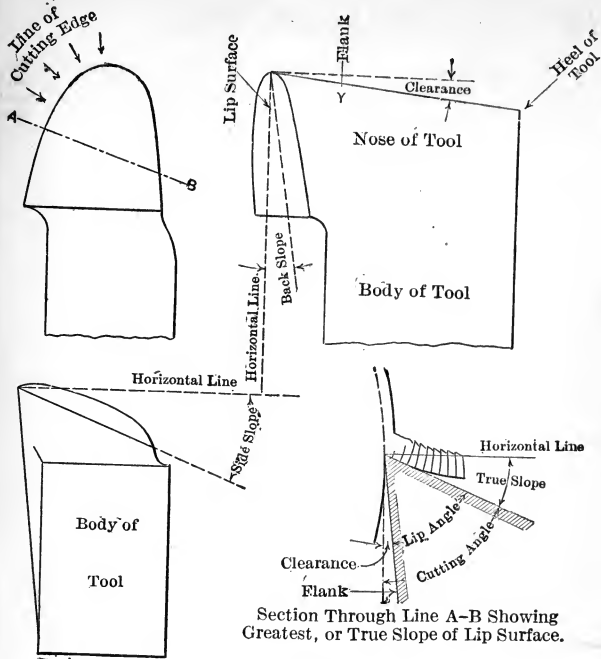 Line of
Cutting Edge
A
B
Lip Surface
Flank
Y
Clearance
Heel of
Tool
Nose of Tool
Back Slope
Horizontal Line
Body of Tool
Horizontal Line
Side Slope
Body of
Tool
Horizontal Line
True Slope
Lip Angle
Cutting Angle
Clearance
Flank
Section Through Line A-B Showing
Greatest, or True Slope of Lip Surface.